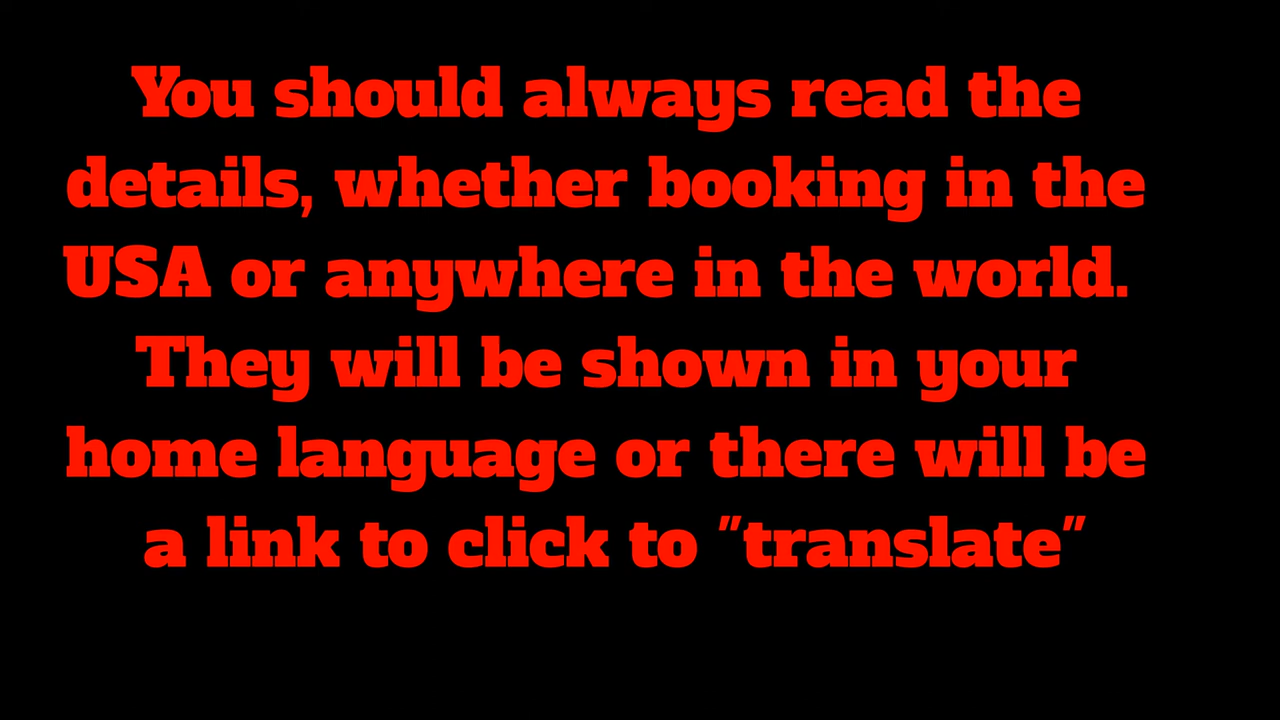 You should always read the
details, whether booking in the
USA or anywhere in the world.
They will be shown in your
home language or there will be
a link to click to "translate"